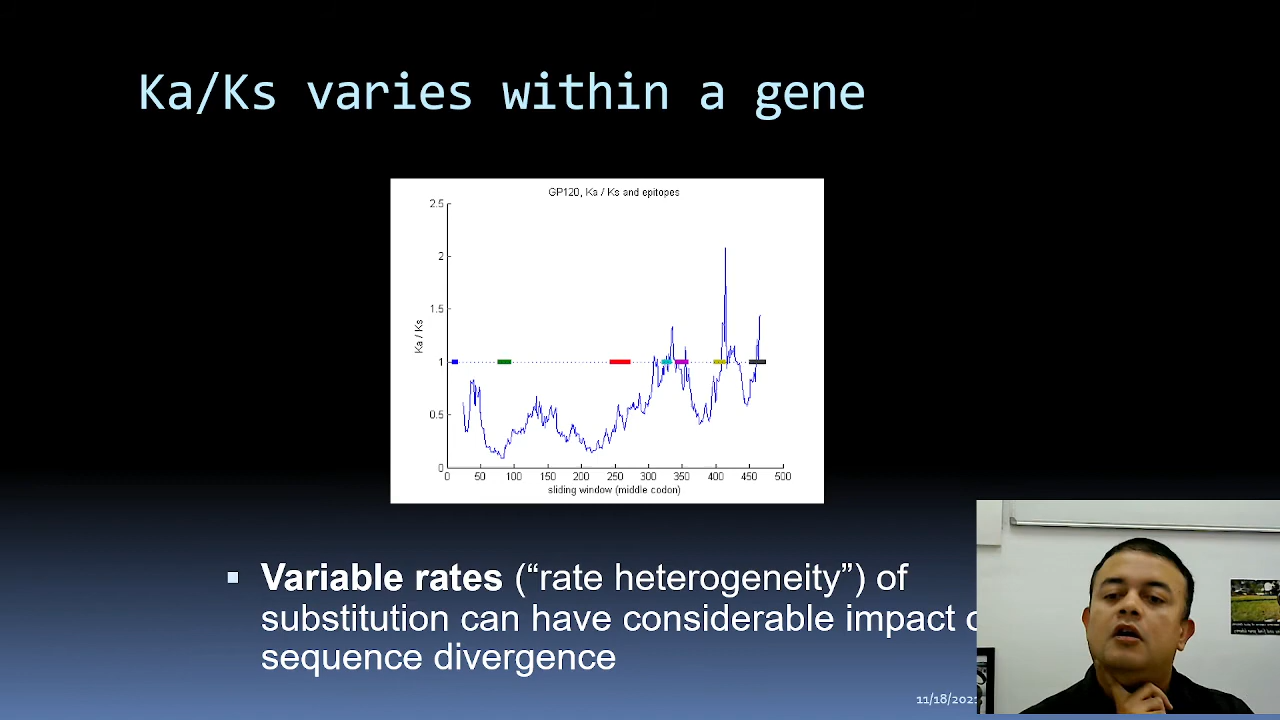 Ka/Ks varies within a gene
GP120, Ka / Ks and epitopes
2.5
2
1.5
1
0.5
0
Ka / Ks
0 50 100 150 200 250 300 350 400 450 500
sliding window (middle codon)
▪ Variable rates (“rate heterogeneity”) of
substitution can have considerable impact
sequence divergence